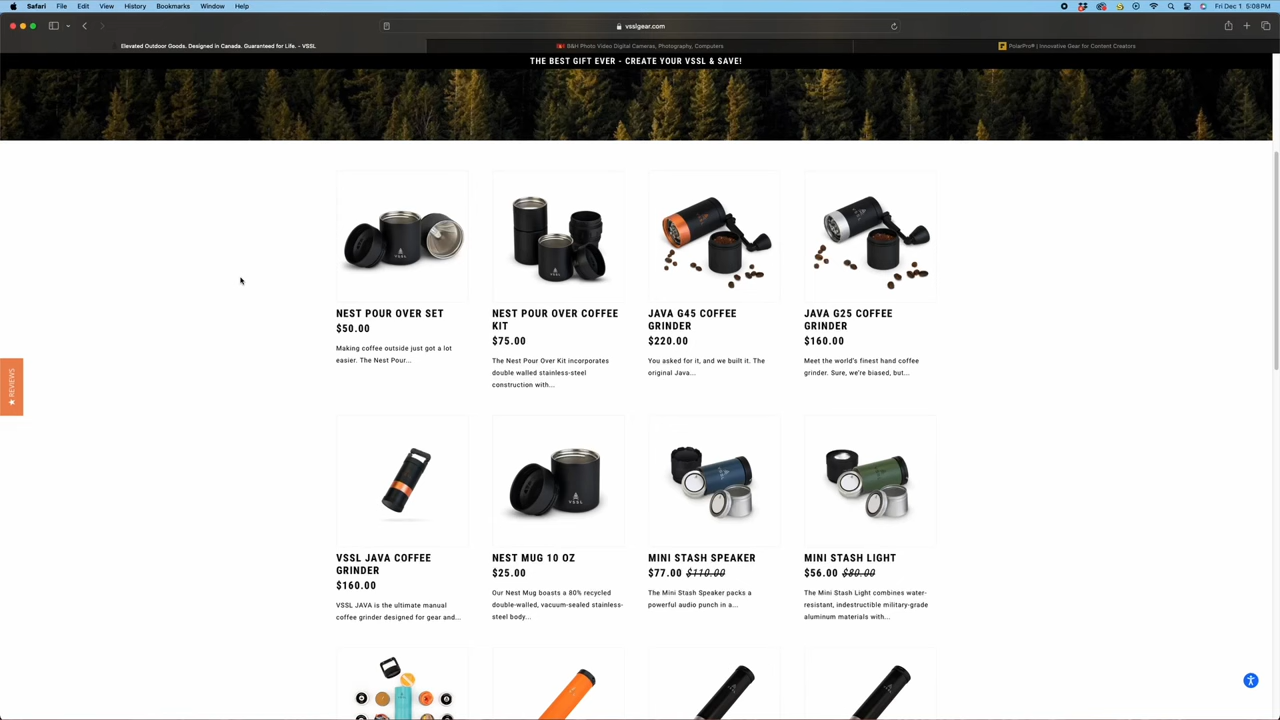 Safari File Edit View History Bookmarks Window Help
Fri Dec 1 5:08PM
vsslgear.com
Elevated Outdoor Goods. Designed in Canada. Guaranteed for Life. – VSSL
B&H Photo Video Digital Cameras, Photography, Computers
PolarPro® | Innovative Gear for Content Creators
THE BEST GIFT EVER - CREATE YOUR VSSL & SAVE!
NEST POUR OVER SET
$50.00
Making coffee outside just got a lot
easier. The Nest Pour...
NEST POUR OVER COFFEE
KIT
$75.00
The Nest Pour Over Kit incorporates
double walled stainless-steel
construction with...
JAVA G45 COFFEE
GRINDER
$220.00
You asked for it, and we built it. The
original Java...
JAVA G25 COFFEE
GRINDER
$160.00
Meet the world's finest hand coffee
grinder. Sure, we're biased, but...
★ REVIEWS
VSSL
VSSL
VSSL JAVA COFFEE
GRINDER
$160.00
VSSL JAVA is the ultimate manual
coffee grinder designed for gear and...
VSSL
NEST MUG 10 OZ
$25.00
Our Nest Mug boasts a 80% recycled
double-walled, vacuum-sealed stainless-
steel body...
MINI STASH SPEAKER
$77.00 $110.00
The Mini Stash Speaker packs a
powerful audio punch in a...
MINI STASH LIGHT
$56.00 $80.00
The Mini Stash Light combines water-
resistant, indestructible military-grade
aluminum materials with...